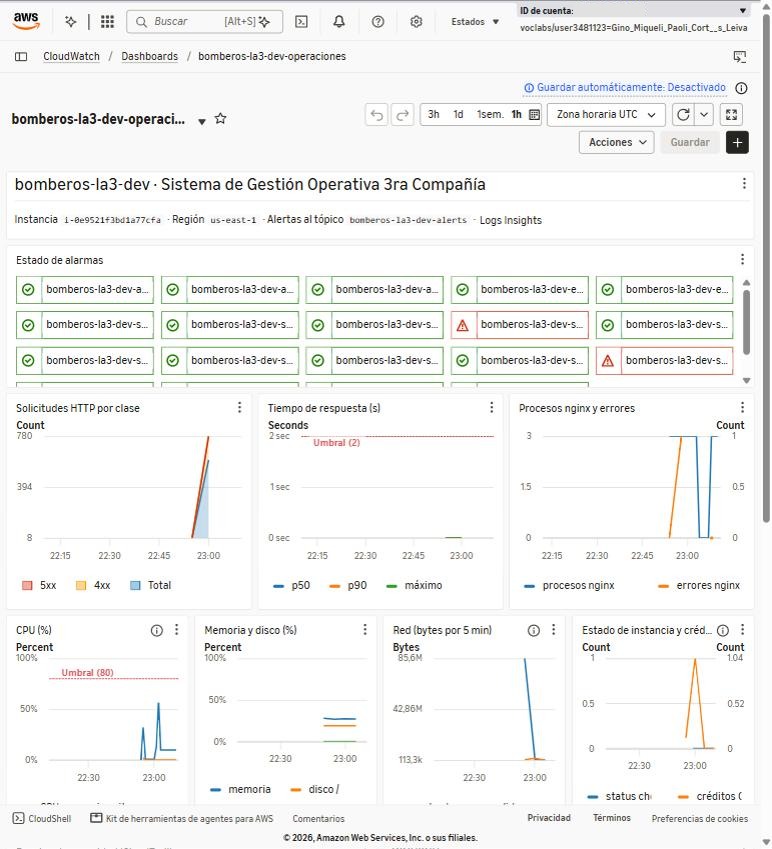 aws
Buscar [Alt+S]
Estados
ID de cuenta:
voclabs/user3481123=Gino_Miqueli_Paoli_Cort__s_Leiva
CloudWatch / Dashboards / bomberos-la3-dev-operaciones
Guardar automáticamente: Desactivado
bomberos-la3-dev-operaci...
3h 1d 1sem. 1h
Zona horaria UTC
Acciones
Guardar
bomberos-la3-dev · Sistema de Gestión Operativa 3ra Compañía
Instancia i-0e9521f3bd1a77cfa · Región us-east-1 · Alertas al tópico bomberos-la3-dev-alerts · Logs Insights
Estado de alarmas
bomberos-la3-dev-a... bomberos-la3-dev-a... bomberos-la3-dev-a... bomberos-la3-dev-e... bomberos-la3-dev-e...
bomberos-la3-dev-s... bomberos-la3-dev-s... bomberos-la3-dev-s... bomberos-la3-dev-s... bomberos-la3-dev-s...
bomberos-la3-dev-s... bomberos-la3-dev-s... bomberos-la3-dev-s... bomberos-la3-dev-s... bomberos-la3-dev-s...
Solicitudes HTTP por clase
Count
780
394
8
22:15 22:30 22:45 23:00
5xx 4xx Total
Tiempo de respuesta (s)
Seconds
2 sec
Umbral (2)
1 sec
0 sec
22:15 22:30 22:45 23:00
p50 p90 máximo
Procesos nginx y errores
Count
3 1
1.5 0.5
0 0
22:15 22:30 22:45 23:00
procesos nginx errores nginx
CPU (%)
Percent
100%
Umbral (80)
50%
0%
22:30 23:00
Memoria y disco (%)
Percent
100%
50%
0%
22:30 23:00
memoria disco /
Red (bytes por 5 min)
Bytes
85,6M
42,86M
113,3k
22:30 23:00
Estado de instancia y créd...
Count Count
1 1.04
0.5 0.52
0 0
22:30 23:00
status ch créditos C
CloudShell
Kit de herramientas de agentes para AWS
Comentarios
Privacidad
Términos
Preferencias de cookies
© 2026, Amazon Web Services, Inc. o sus filiales.